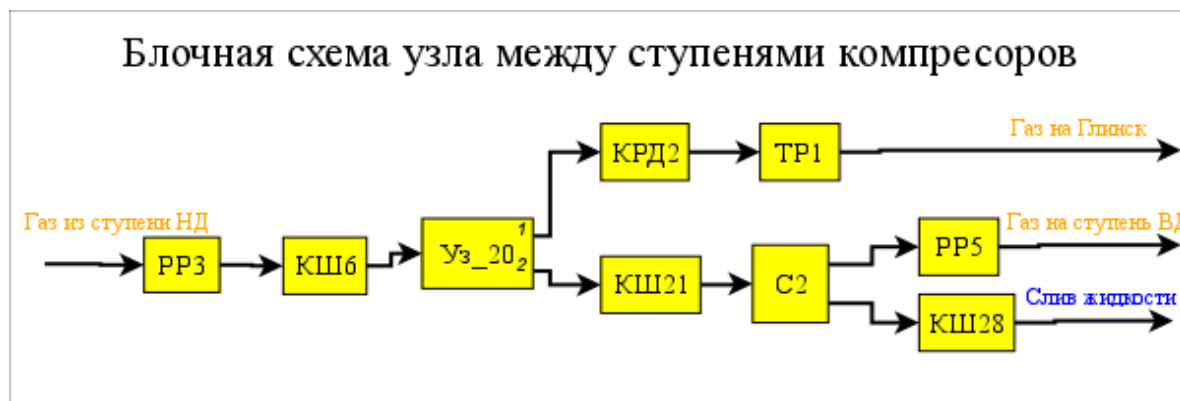 Блочная схема узла между ступенями компресоров
Газ на Глинск
КРД2
ТР1
Газ из ступени НД
Газ на ступень ВД
РР3
КШ6
Уз_20
1
2
КШ21
С2
РР5
Слив жидкости
КШ28